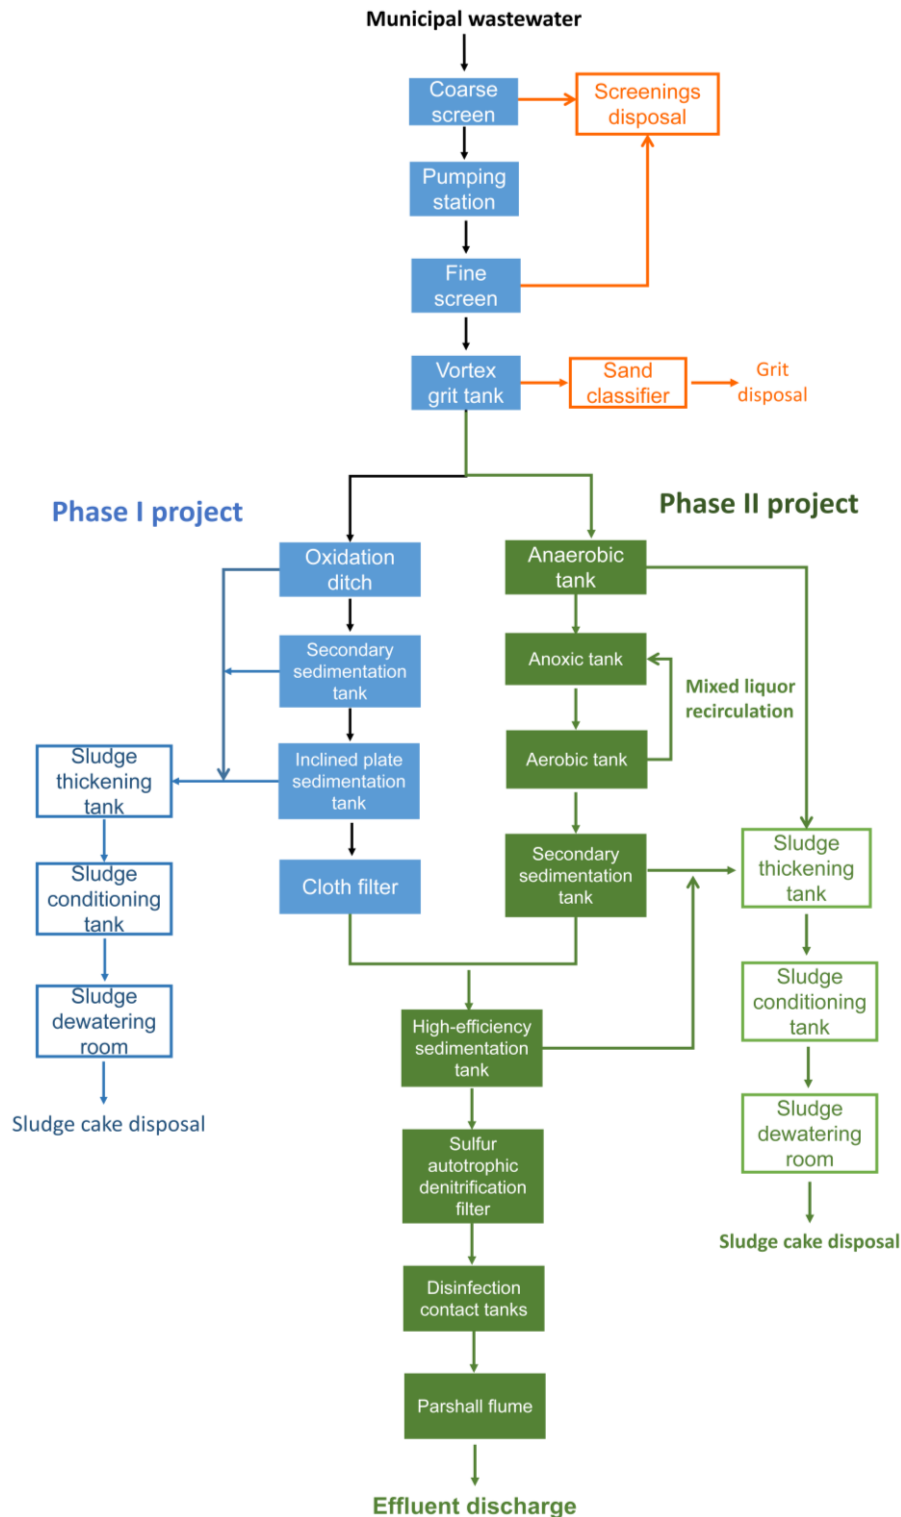 Municipal wastewater
Coarse
screen
Screenings
disposal
Pumping
station
Fine
screen
Vortex
grit tank
Sand
classifier
Grit
disposal
Phase I project
Phase II project
Oxidation
ditch
Anaerobic
tank
Secondary
sedimentation
tank
Anoxic tank
Mixed liquor
recirculation
Inclined plate
sedimentation
tank
Aerobic tank
Sludge
thickening
tank
Cloth filter
Secondary
sedimentation
tank
Sludge
thickening
tank
Sludge
conditioning
tank
Sludge
dewatering
room
Sludge cake disposal
High-efficiency
sedimentation
tank
Sludge
conditioning
tank
Sludge
dewatering
room
Sludge cake disposal
Sulfur
autotrophic
denitrification
filter
Disinfection
contact tanks
Parshall flume
Effluent discharge